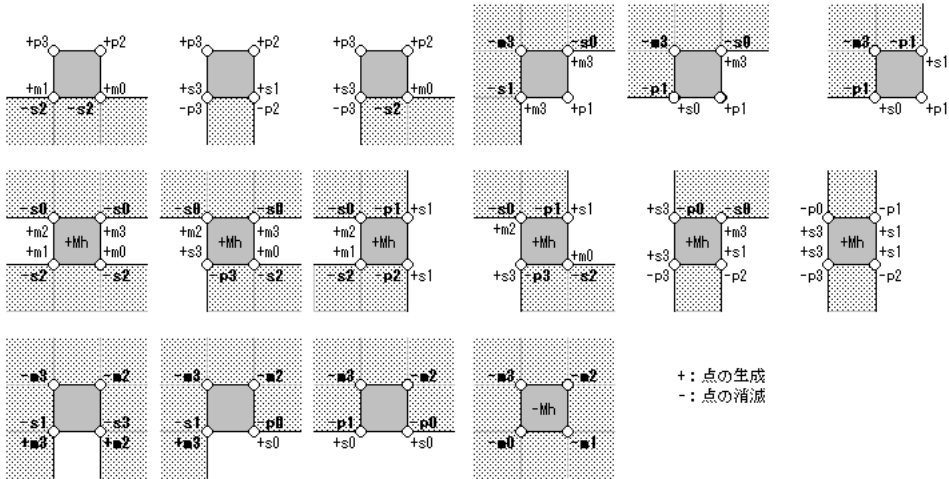 +p3 +p2 +p3 +p2 +p3 +p2 -m3 -s0 -m3 -s0 -m3 -p1
+m3 +m3 +s1
+m1 +m0 +s3 +s1 +s3 +m0 -s1 -p1 -p1
-s2 -s2 -p3 -p2 -p3 -s2 +m3 +p1 +s0 +p1 +s0 +p1
-s0 -s0 -s0 -s0 -s0 -p1 +s1 -s0 -p1 +s1 +s3 -p0 -s0 -p0 -p1
+m2 +m3 +m2 +m3 +m2 +m2 +m3 +s3 +s1
+Mh +Mh +Mh +Mh +Mh +Mh
+m1 +m0 +s3 +m0 +m1 +m0 +s3 +s1 +s3 +s1
-s2 -s2 -p3 -s2 -s2 -p2 +s1 +s3 -p3 -s2 -p3 -p2 -p3 -p2
-m3 -m2 -m3 -m2 -m3 -m2 -m3 -m2
+：点の生成
-：点の消滅
-Mh
-s1 -s3 -s1 -p0 -p1 -p0
+m3 +m2 +m3 +s0 +s0 +s0 -m0 -m1